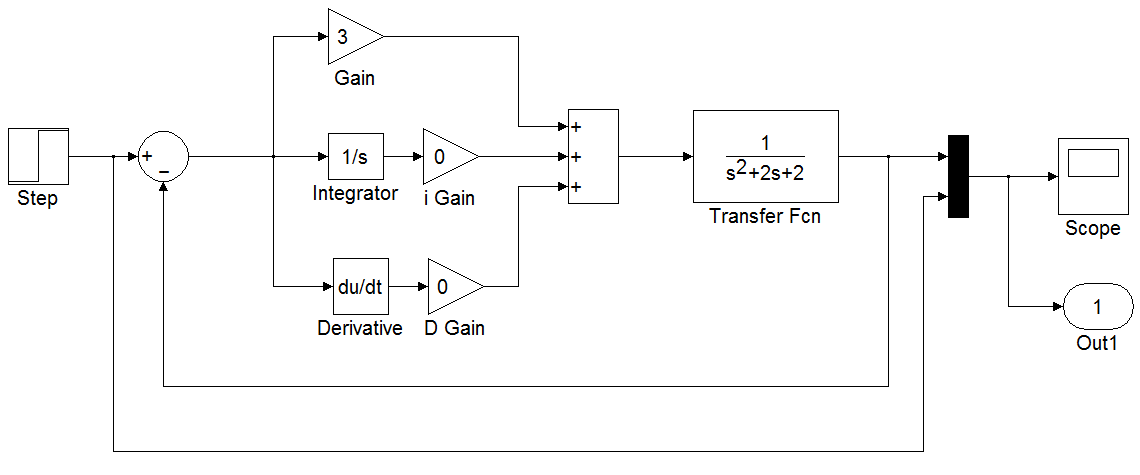 3
Gain
Step
+
−
1/s
Integrator
0
i Gain
+
+
+
1
s²+2s+2
Transfer Fcn
Scope
du/dt
Derivative
0
D Gain
1
Out1